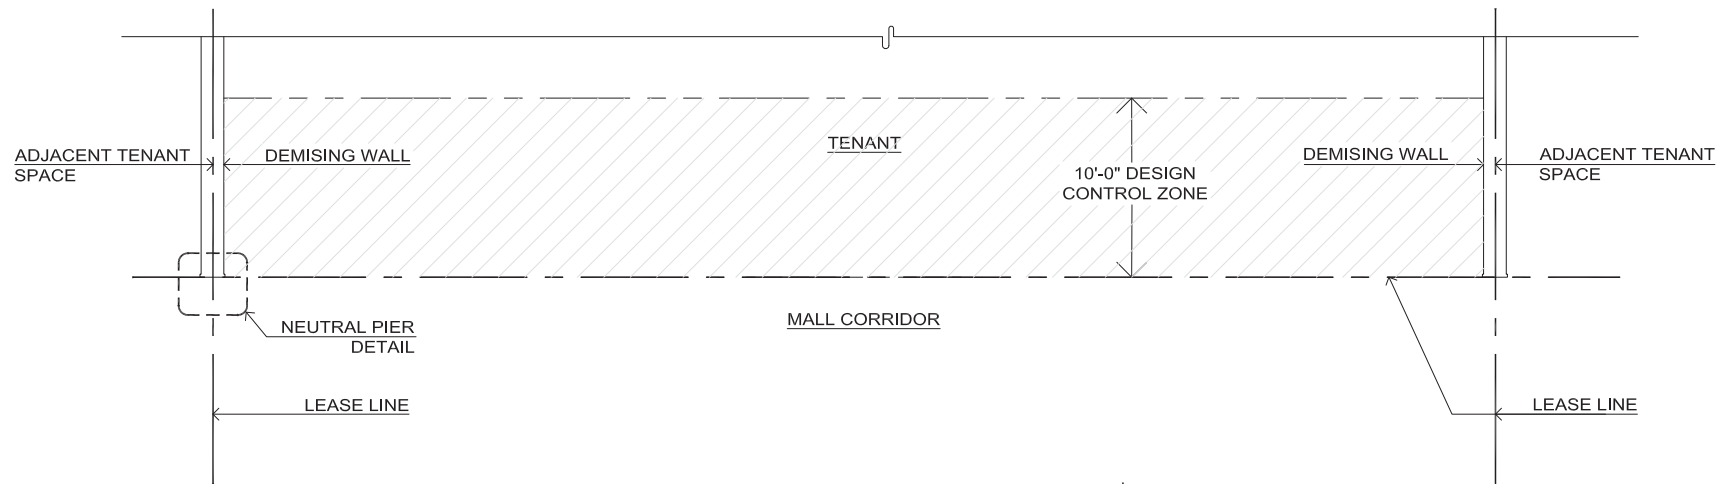 TENANT
ADJACENT TENANT
SPACE
DEMISING WALL
10'-0" DESIGN
CONTROL ZONE
DEMISING WALL
ADJACENT TENANT
SPACE
MALL CORRIDOR
NEUTRAL PIER
DETAIL
LEASE LINE
LEASE LINE